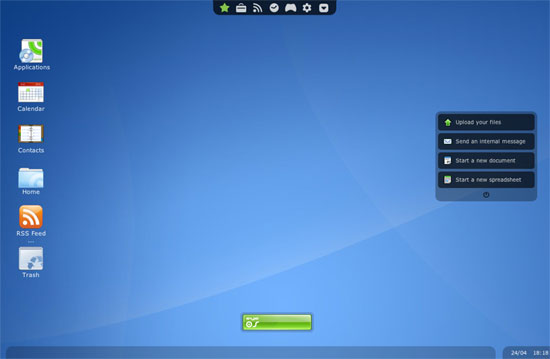 Applications
Calendar
Contacts
Home
RSS Feed
...
Trash
Upload your files
Send an internal message
Start a new document
Start a new spreadsheet
24/04 18:18